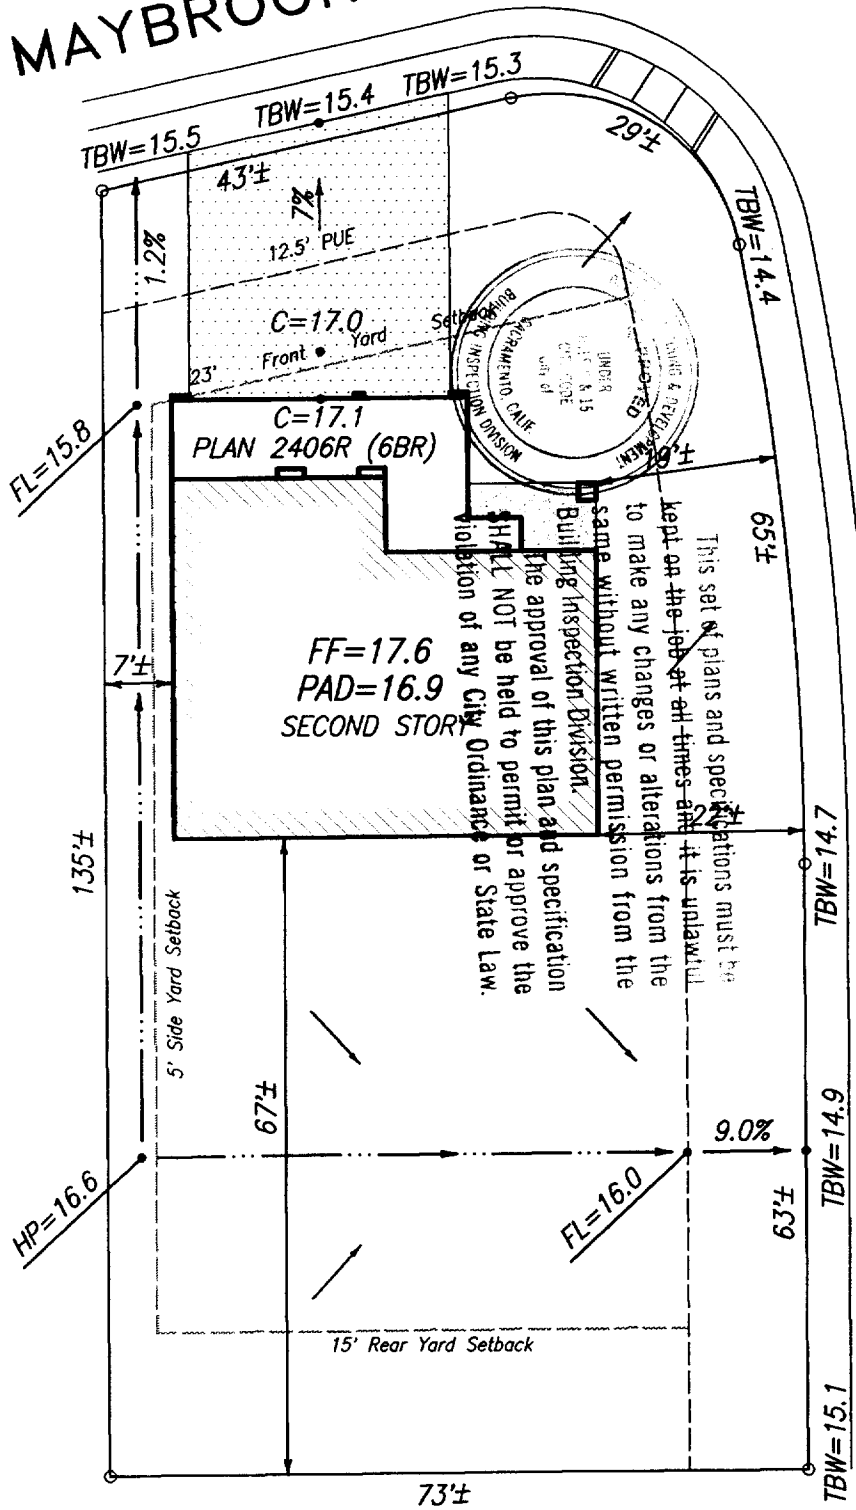 MAYBROOK
TBW=15.5
TBW=15.4
TBW=15.3
29'±
43'±
7%
1.2%
12.5' PUE
TBW=14.4
C=17.0
23'
Front Yard Setback
FL=15.8
C=17.1
PLAN 2406R (6BR)
BUILDING INSPECTION DIVISION
SACRAMENTO, CALIF
UNDER
& 15
CODE
City of
& DEVELOPMENT
65'±
7'±
FF=17.6
PAD=16.9
SECOND STORY
This set of plans and specifications must be
kept on the job at all times and it is unlawful
to make any changes or alterations from the
same without written permission from the
Building Inspection Division.
The approval of this plan and specification
SHALL NOT be held to permit or approve the
violation of any City Ordinance or State Law.
22'±
TBW=14.7
135'±
5' Side Yard Setback
67'±
HP=16.6
9.0%
FL=16.0
TBW=14.9
63'±
15' Rear Yard Setback
TBW=15.1
73'±